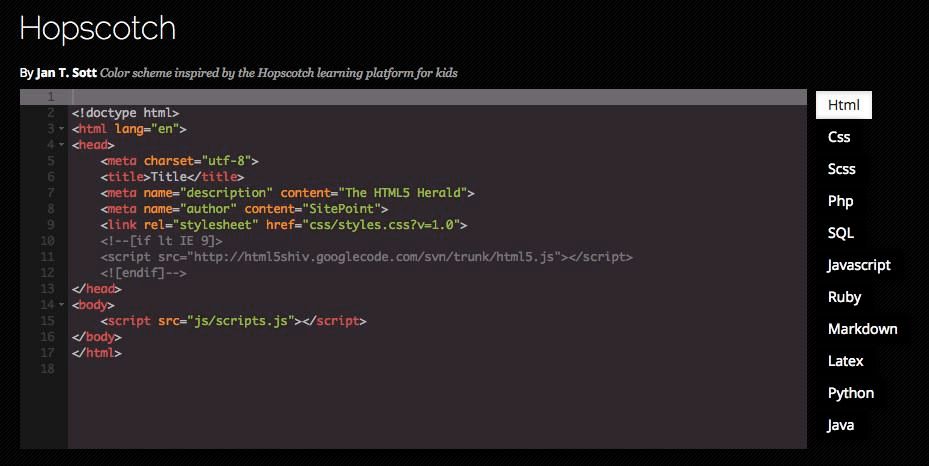 Hopscotch
By Jan T. Sott Color scheme inspired by the Hopscotch learning platform for kids
1
2 <!doctype html>
3 <html lang="en">
4 <head>
5     <meta charset="utf-8">
6     <title>Title</title>
7     <meta name="description" content="The HTML5 Herald">
8     <meta name="author" content="SitePoint">
9     <link rel="stylesheet" href="css/styles.css?v=1.0">
10     <!--[if lt IE 9]>
11     <script src="http://html5shiv.googlecode.com/svn/trunk/html5.js"></script>
12     <![endif]-->
13 </head>
14 <body>
15     <script src="js/scripts.js"></script>
16 </body>
17 </html>
18
Html
Css
Scss
Php
SQL
Javascript
Ruby
Markdown
Latex
Python
Java